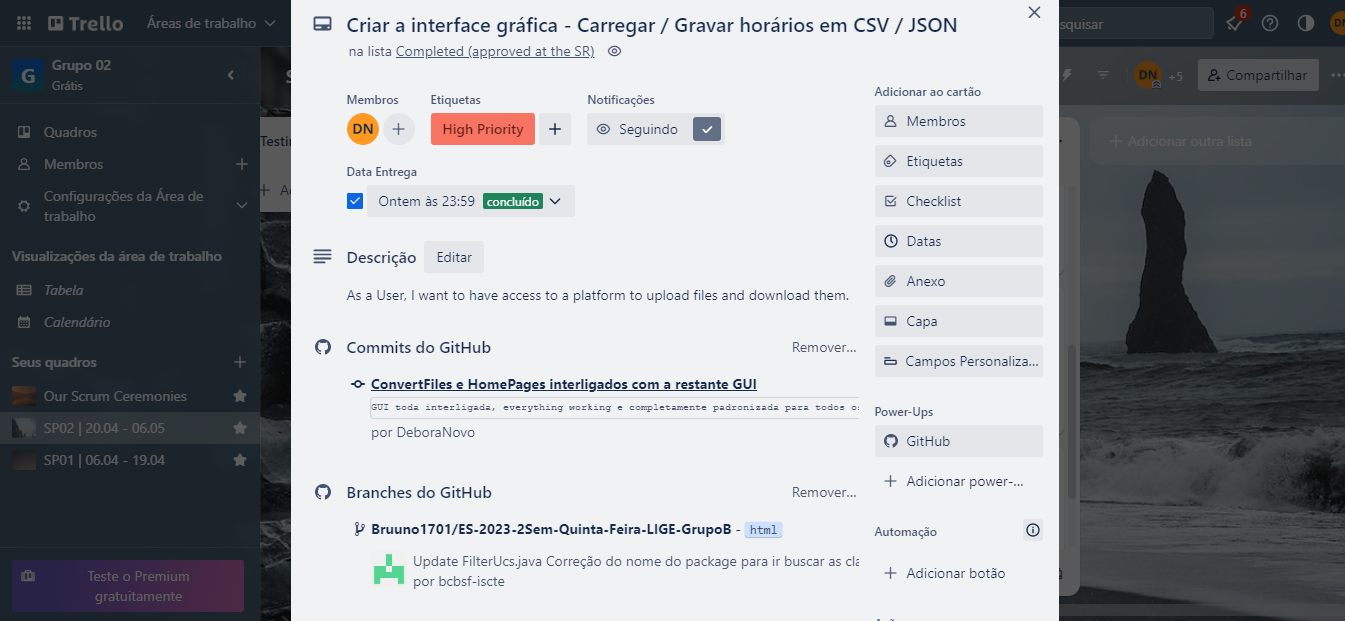 Trello
Áreas de trabalho
squisar
6
DN
G
Grupo 02
Grátis
Quadros
Membros
Configurações da Área de
trabalho
Visualizações da área de trabalho
Tabela
Calendário
Seus quadros
Our Scrum Ceremonies
SP02 | 20.04 - 06.05
SP01 | 06.04 - 19.04
Teste o Premium
gratuitamente
DN
+5
Compartilhar
Adicionar outra lista
Criar a interface gráfica - Carregar / Gravar horários em CSV / JSON
na lista Completed (approved at the SR)
Membros
Etiquetas
Notificações
DN
High Priority
Seguindo
Data Entrega
Ontem às 23:59 concluído
Descrição
Editar
As a User, I want to have access to a platform to upload files and download them.
Commits do GitHub
Remover...
ConvertFiles e HomePages interligados com a restante GUI
GUI toda interligada, everything working e completamente padronizada para todos os
por DeboraNovo
Branches do GitHub
Remover...
Bruuno1701/ES-2023-2Sem-Quinta-Feira-LIGE-GrupoB - html
Update FilterUcs.java Correção do nome do package para ir buscar as cla
por bcbsf-iscte
Adicionar ao cartão
Membros
Etiquetas
Checklist
Datas
Anexo
Capa
Campos Personaliza...
Power-Ups
GitHub
Adicionar power-...
Automação
Adicionar botão